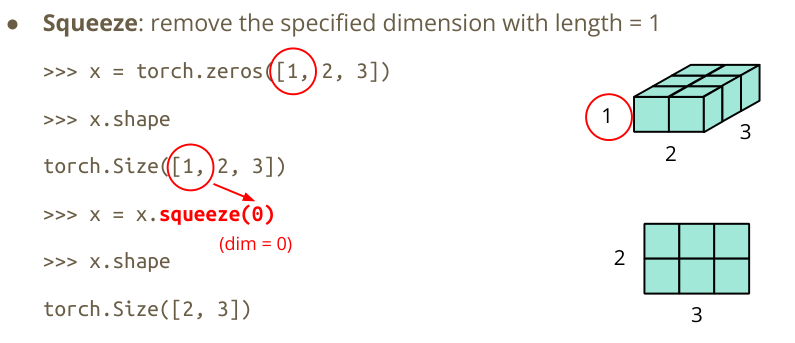 ● Squeeze: remove the specified dimension with length = 1
>>> x = torch.zeros([1, 2, 3])
>>> x.shape
torch.Size([1, 2, 3])
>>> x = x.squeeze(0)
(dim = 0)
>>> x.shape
torch.Size([2, 3])
1
2
3
2
3